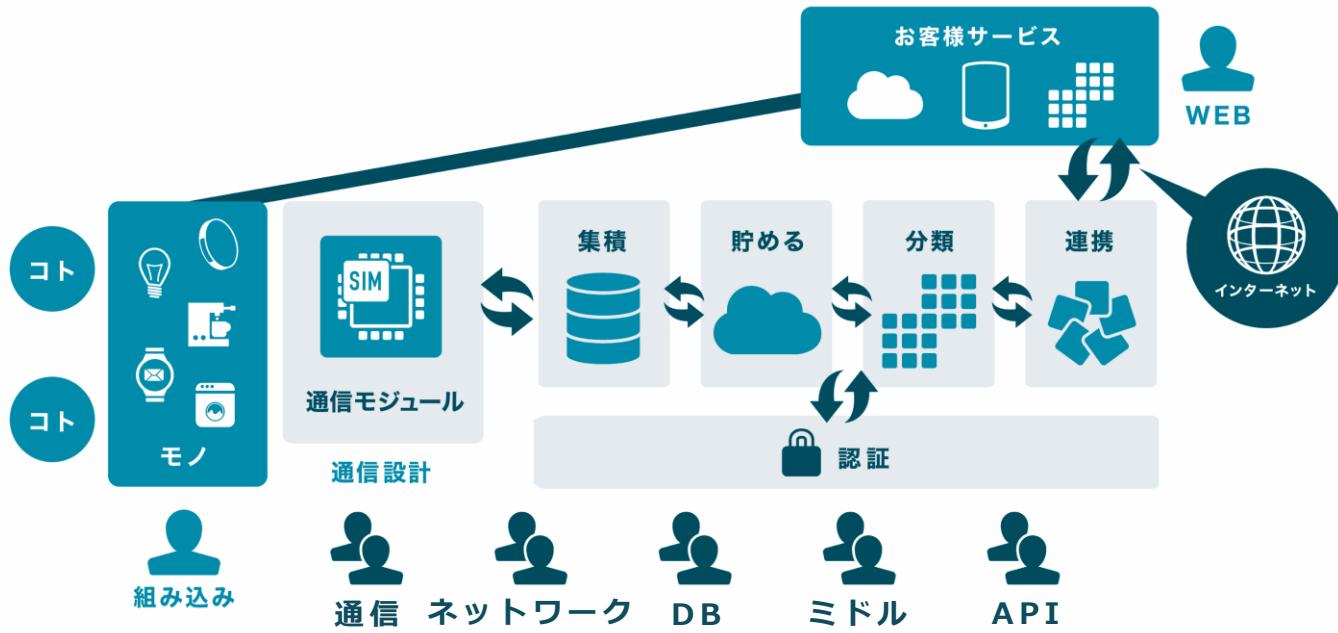 お客様サービス
WEB
インターネット
コト
コト
モノ
SIM
通信モジュール
通信設計
集積
貯める
分類
連携
認証
組み込み
通信
ネットワーク
DB
ミドル
API